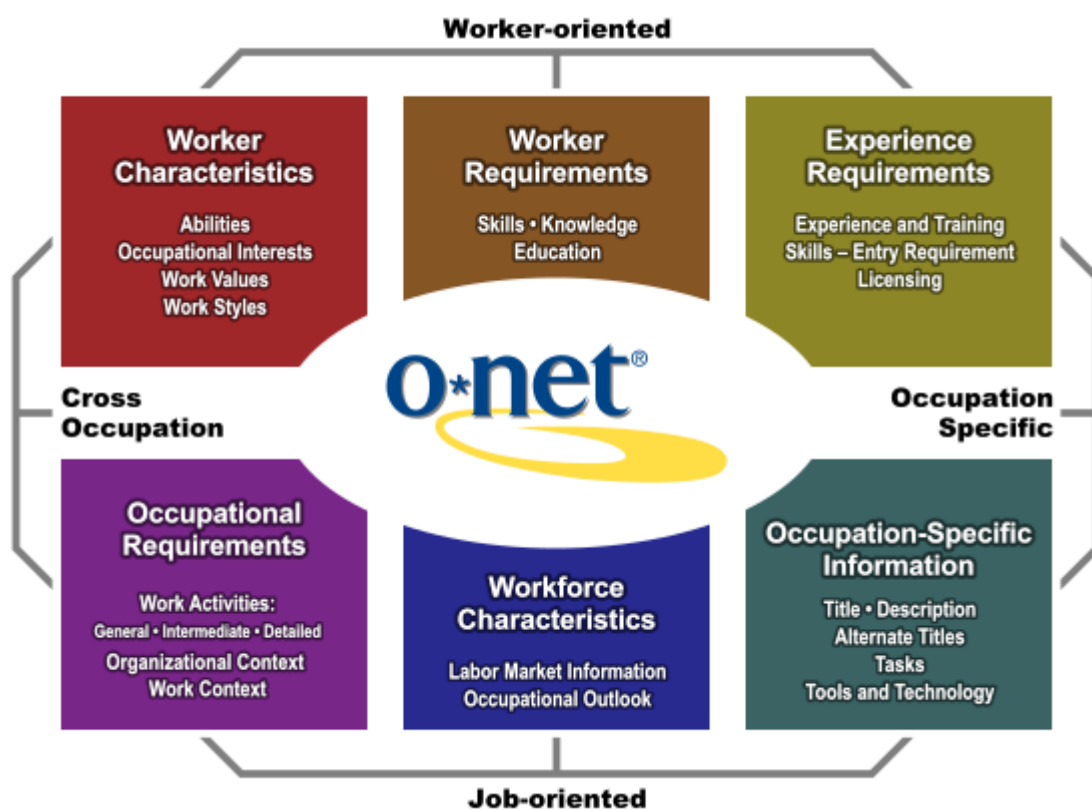 Worker-oriented
Worker
Characteristics
Abilities
Occupational Interests
Work Values
Work Styles
Worker
Requirements
Skills • Knowledge
Education
Experience
Requirements
Experience and Training
Skills – Entry Requirement
Licensing
Cross
Occupation
o*net®
Occupation
Specific
Occupational
Requirements
Work Activities:
General • Intermediate • Detailed
Organizational Context
Work Context
Workforce
Characteristics
Labor Market Information
Occupational Outlook
Occupation-Specific
Information
Title • Description
Alternate Titles
Tasks
Tools and Technology
Job-oriented